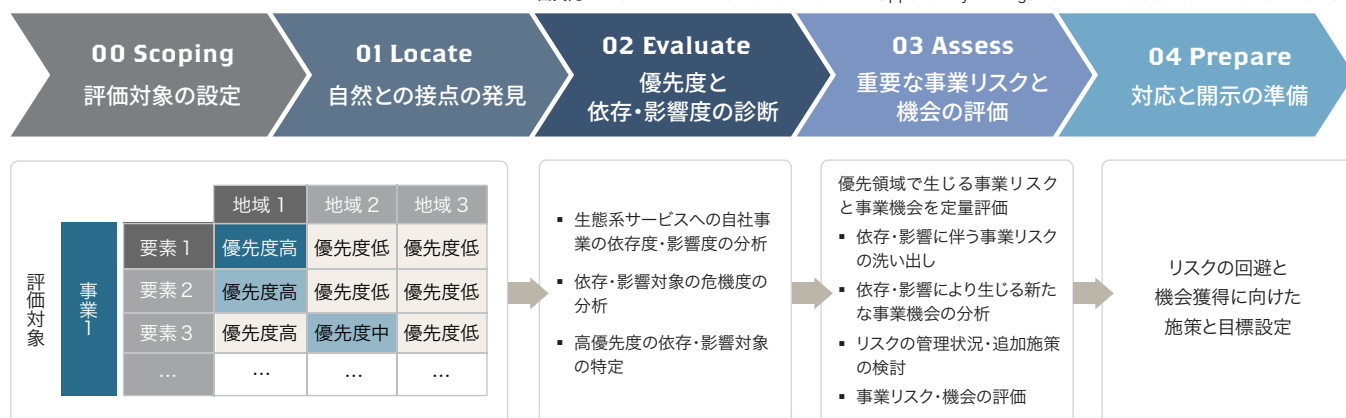 00 Scoping
評価対象の設定
01 Locate
自然との接点の発見
02 Evaluate
優先度と
依存・影響度の診断
03 Assess
重要な事業リスクと
機会の評価
04 Prepare
対応と開示の準備
評価対象
事業1
地域1 地域2 地域3
要素1 優先度高 優先度低 優先度低
要素2 優先度高 優先度低 優先度低
要素3 優先度高 優先度中 優先度低
… … … …
▪ 生態系サービスへの自社事
業の依存度・影響度の分析
▪ 依存・影響対象の危機度の
分析
▪ 高優先度の依存・影響対象
の特定
優先領域で生じる事業リスク
と事業機会を定量評価
▪ 依存・影響に伴う事業リスク
の洗い出し
▪ 依存・影響により生じる新た
な事業機会の分析
▪ リスクの管理状況・追加施策
の検討
▪ 事業リスク・機会の評価
リスクの回避と
機会獲得に向けた
施策と目標設定